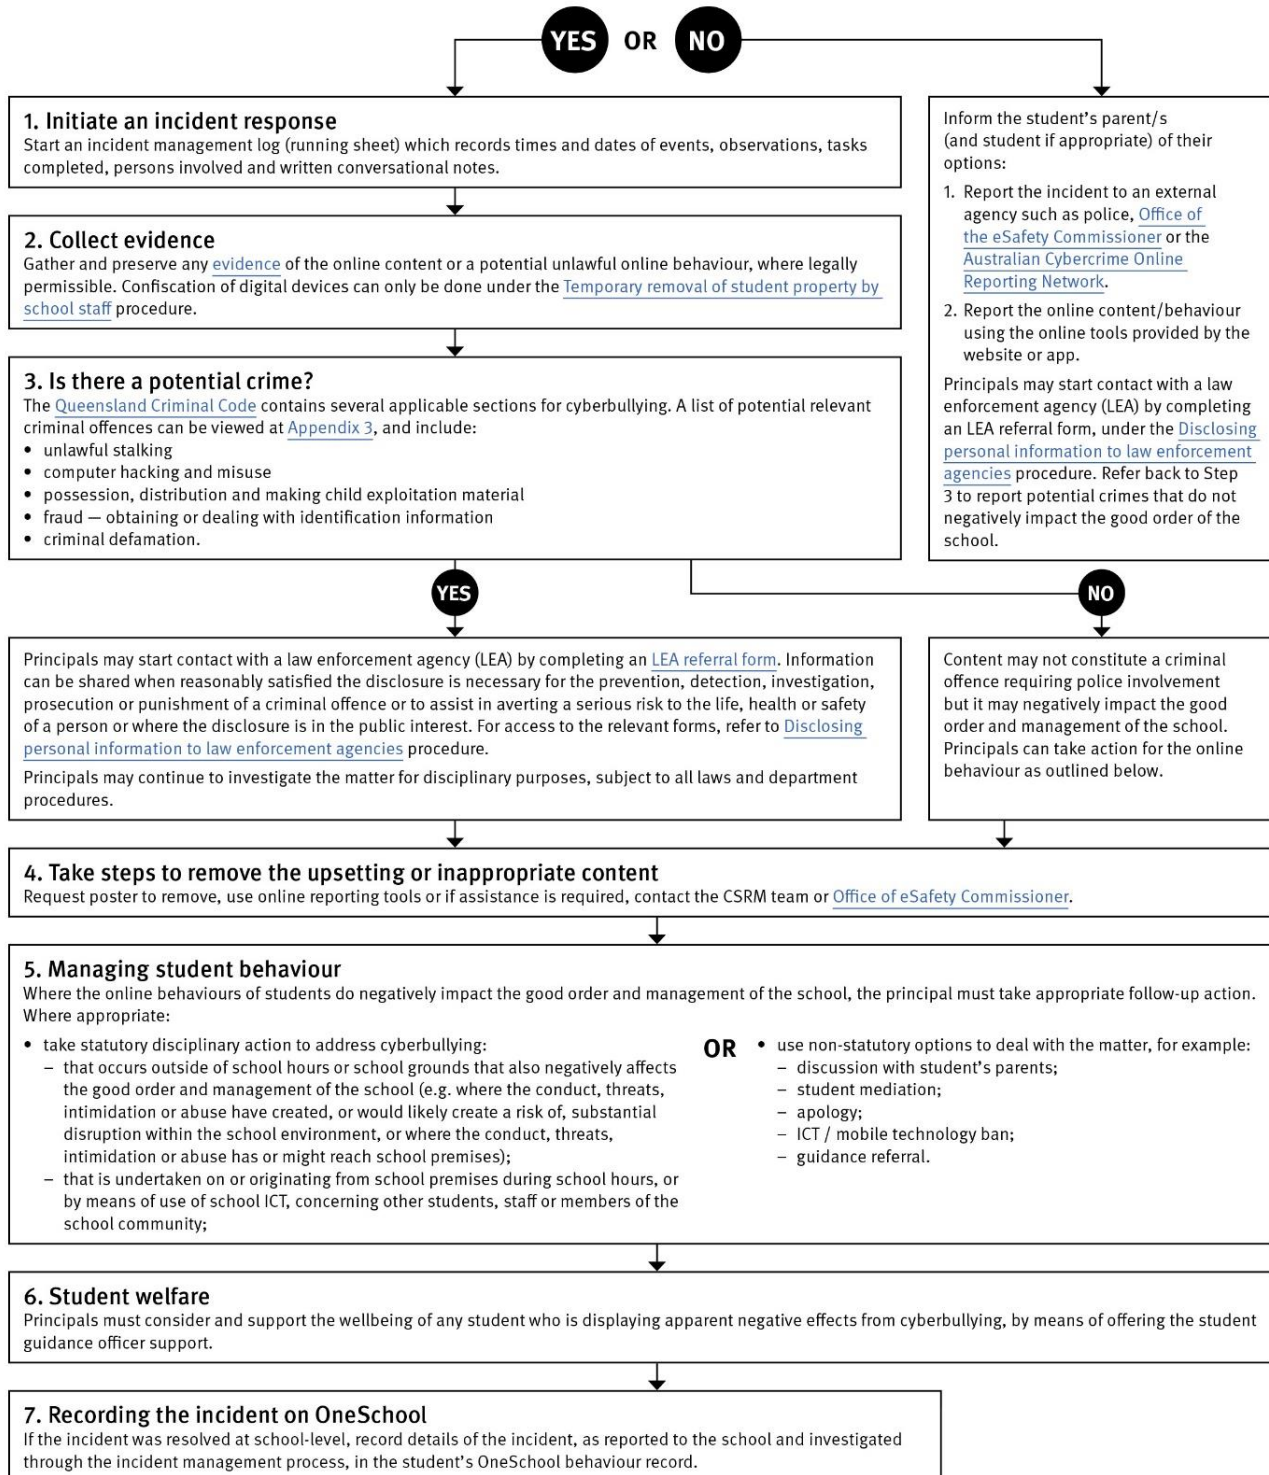 YES OR NO
1. Initiate an incident response
Start an incident management log (running sheet) which records times and dates of events, observations, tasks
completed, persons involved and written conversational notes.
Inform the student’s parent/s
(and student if appropriate) of their
options:
1. Report the incident to an external
agency such as police, Office of
the eSafety Commissioner or the
Australian Cybercrime Online
Reporting Network.
2. Report the online content/behaviour
using the online tools provided by the
website or app.
Principals may start contact with a law
enforcement agency (LEA) by completing
an LEA referral form, under the Disclosing
personal information to law enforcement
agencies procedure. Refer back to Step
3 to report potential crimes that do not
negatively impact the good order of the
school.
2. Collect evidence
Gather and preserve any evidence of the online content or a potential unlawful online behaviour, where legally
permissible. Confiscation of digital devices can only be done under the Temporary removal of student property by
school staff procedure.
3. Is there a potential crime?
The Queensland Criminal Code contains several applicable sections for cyberbullying. A list of potential relevant
criminal offences can be viewed at Appendix 3, and include:
• unlawful stalking
• computer hacking and misuse
• possession, distribution and making child exploitation material
• fraud — obtaining or dealing with identification information
• criminal defamation.
YES
NO
Principals may start contact with a law enforcement agency (LEA) by completing an LEA referral form. Information
can be shared when reasonably satisfied the disclosure is necessary for the prevention, detection, investigation,
prosecution or punishment of a criminal offence or to assist in averting a serious risk to the life, health or safety
of a person or where the disclosure is in the public interest. For access to the relevant forms, refer to Disclosing
personal information to law enforcement agencies procedure.
Principals may continue to investigate the matter for disciplinary purposes, subject to all laws and department
procedures.
Content may not constitute a criminal
offence requiring police involvement
but it may negatively impact the good
order and management of the school.
Principals can take action for the online
behaviour as outlined below.
4. Take steps to remove the upsetting or inappropriate content
Request poster to remove, use online reporting tools or if assistance is required, contact the CSRM team or Office of eSafety Commissioner.
5. Managing student behaviour
Where the online behaviours of students do negatively impact the good order and management of the school, the principal must take appropriate follow-up action.
Where appropriate:
• take statutory disciplinary action to address cyberbullying:
– that occurs outside of school hours or school grounds that also negatively affects
the good order and management of the school (e.g. where the conduct, threats,
intimidation or abuse have created, or would likely create a risk of, substantial
disruption within the school environment, or where the conduct, threats,
intimidation or abuse has or might reach school premises);
– that is undertaken on or originating from school premises during school hours, or
by means of use of school ICT, concerning other students, staff or members of the
school community;
OR
• use non-statutory options to deal with the matter, for example:
– discussion with student’s parents;
– student mediation;
– apology;
– ICT / mobile technology ban;
– guidance referral.
6. Student welfare
Principals must consider and support the wellbeing of any student who is displaying apparent negative effects from cyberbullying, by means of offering the student
guidance officer support.
7. Recording the incident on OneSchool
If the incident was resolved at school-level, record details of the incident, as reported to the school and investigated
through the incident management process, in the student’s OneSchool behaviour record.